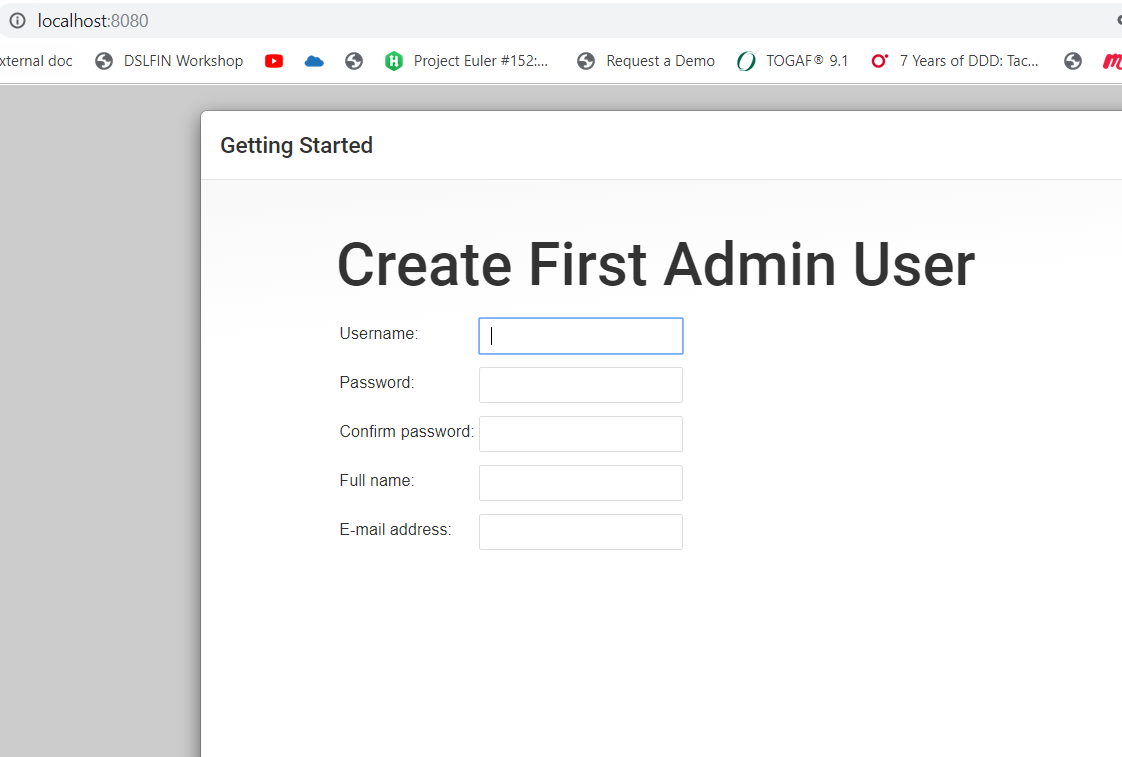 localhost:8080
xternal doc DSLFIN Workshop H Project Euler #152:... Request a Demo TOGAF® 9.1 7 Years of DDD: Tac... m
Getting Started
Create First Admin User
Username:
Password:
Confirm password:
Full name:
E-mail address: